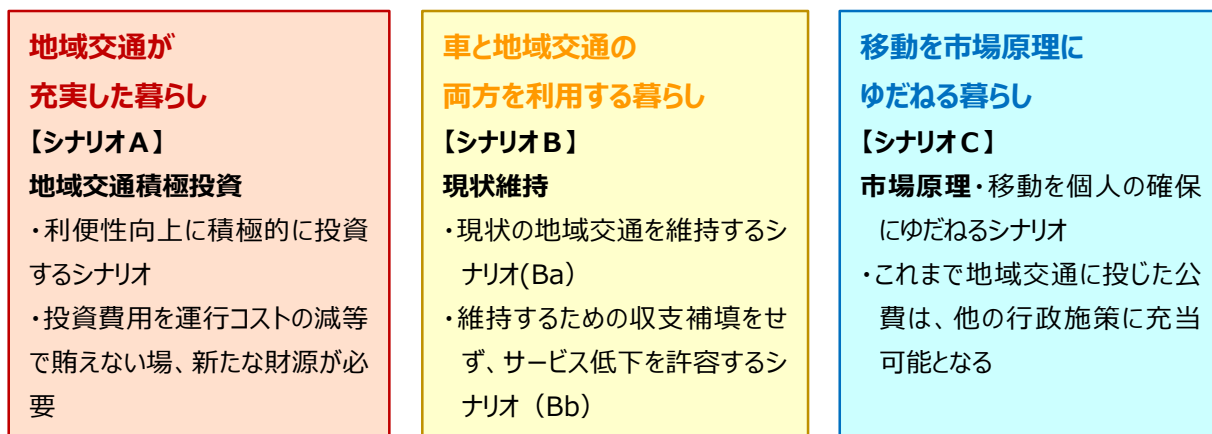 地域交通が
充実した暮らし
【シナリオA】
地域交通積極投資
・利便性向上に積極的に投資
するシナリオ
・投資費用を運行コストの減等
で賄えない場、新たな財源が必
要
車と地域交通の
両方を利用する暮らし
【シナリオB】
現状維持
・現状の地域交通を維持するシ
ナリオ(Ba）
・維持するための収支補填をせ
ず、サービス低下を許容するシ
ナリオ（Bb）
移動を市場原理に
ゆだねる暮らし
【シナリオC】
市場原理・移動を個人の確保
にゆだねるシナリオ
・これまで地域交通に投じた公
費は、他の行政施策に充当
可能となる